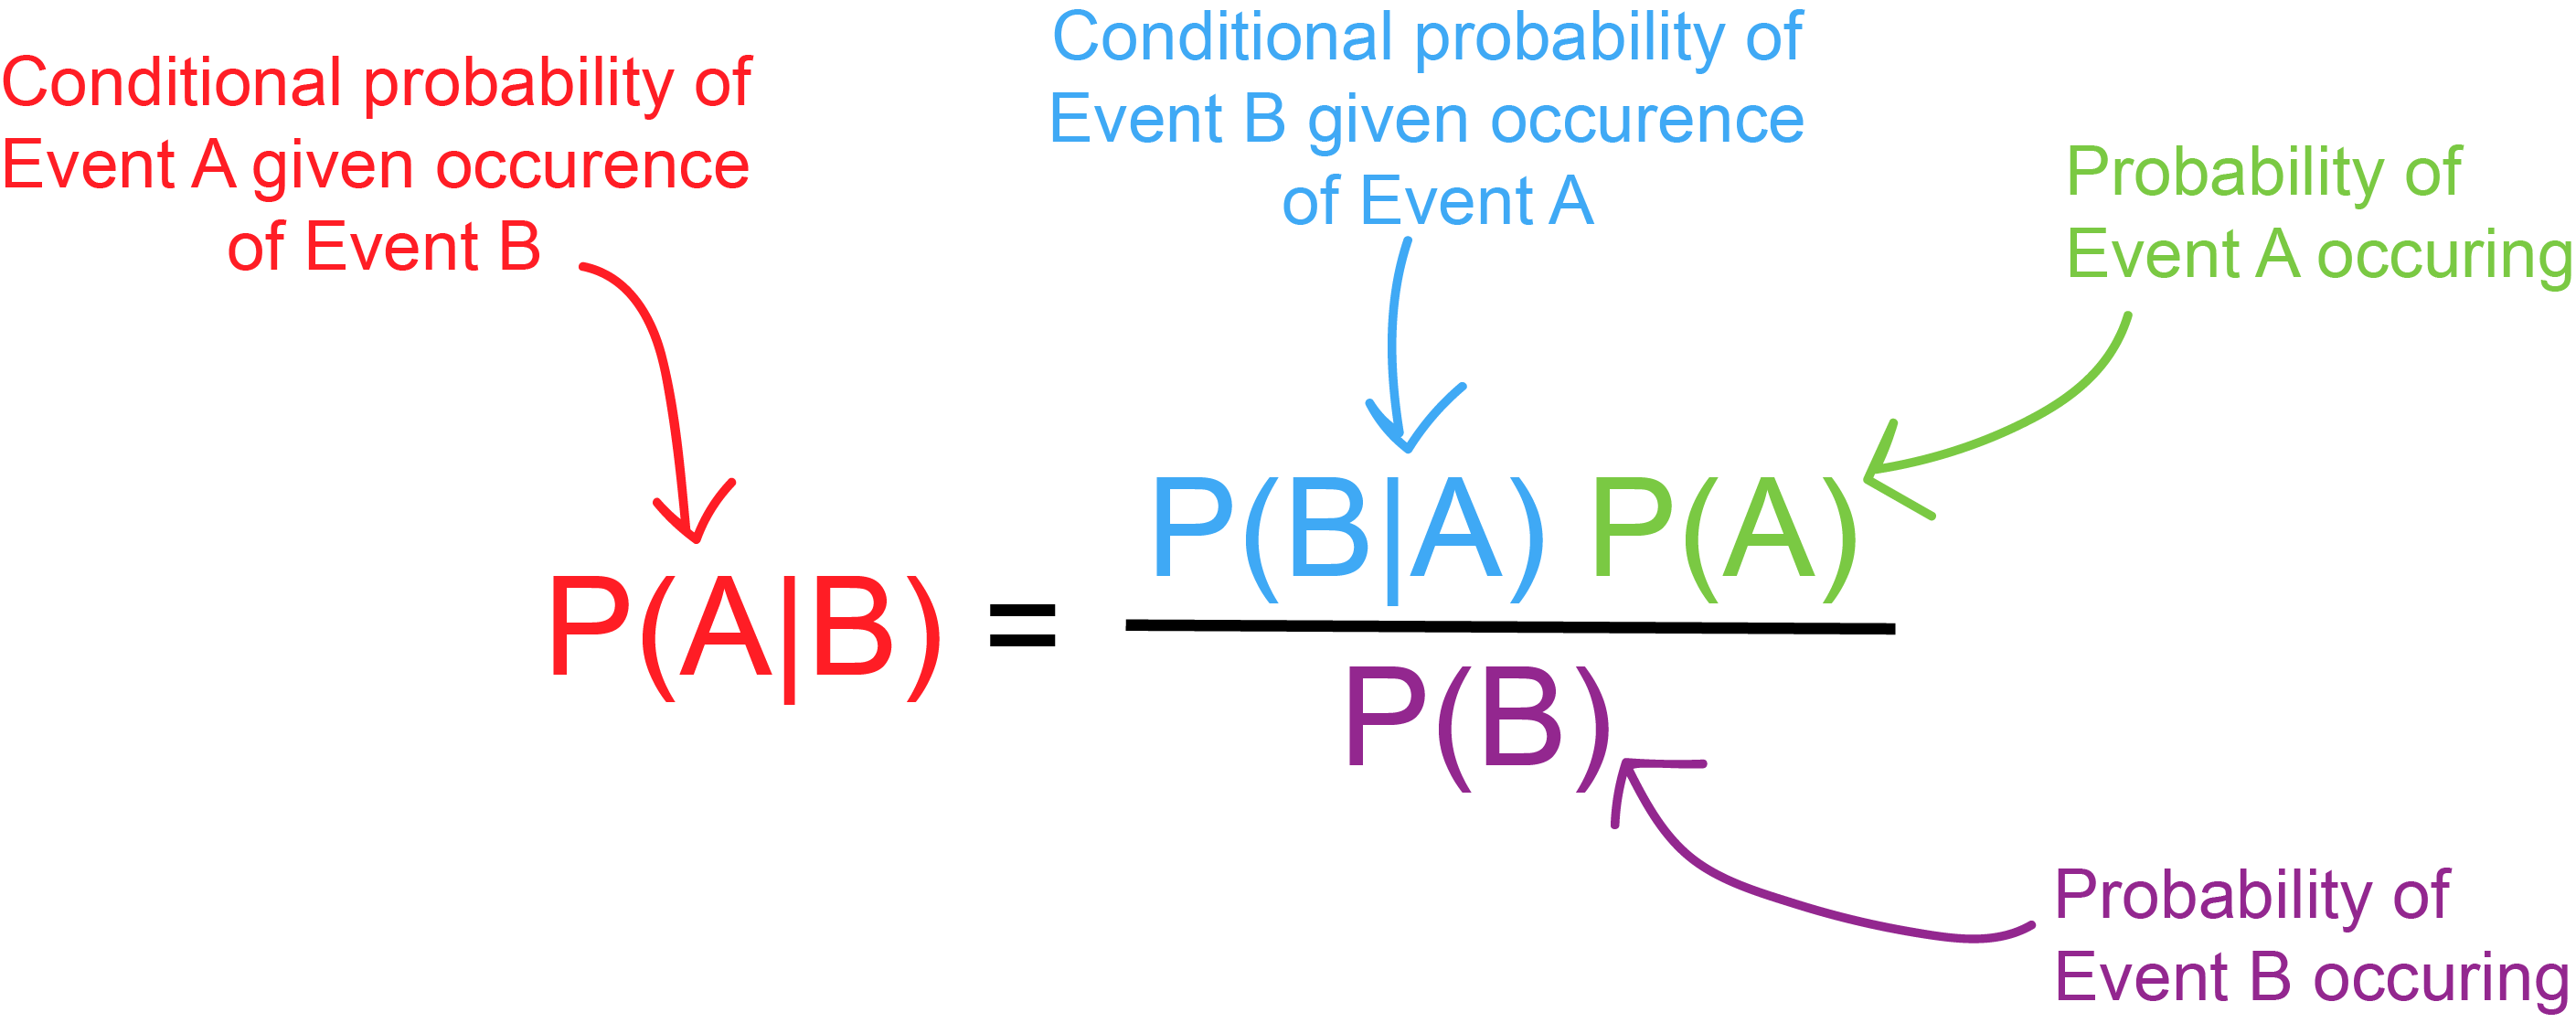 Conditional probability of
Event A given occurence
of Event B
Conditional probability of
Event B given occurence
of Event A
Probability of
Event A occuring
P(A|B) = P(B|A) P(A)
P(B)
Probability of
Event B occuring